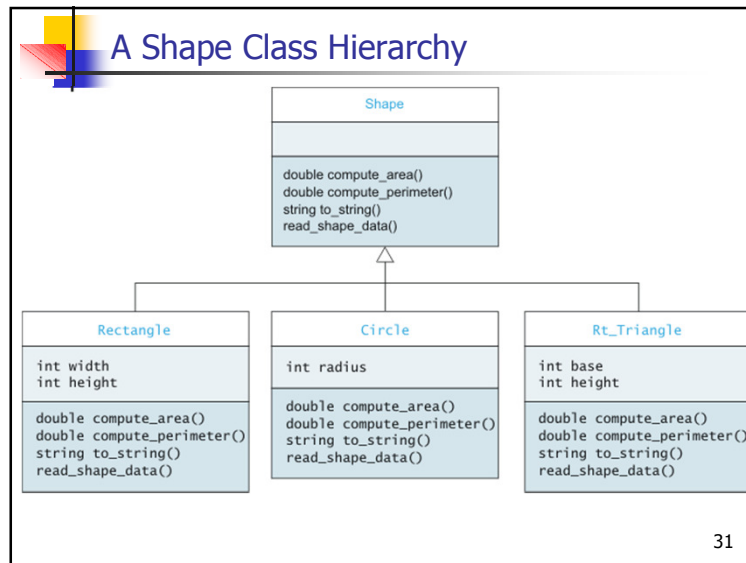 A Shape Class Hierarchy
Shape
double compute_area()
double compute_perimeter()
string to_string()
read_shape_data()
Rectangle
int width
int height
double compute_area()
double compute_perimeter()
string to_string()
read_shape_data()
Circle
int radius
double compute_area()
double compute_perimeter()
string to_string()
read_shape_data()
Rt_Triangle
int base
int height
double compute_area()
double compute_perimeter()
string to_string()
read_shape_data()
31